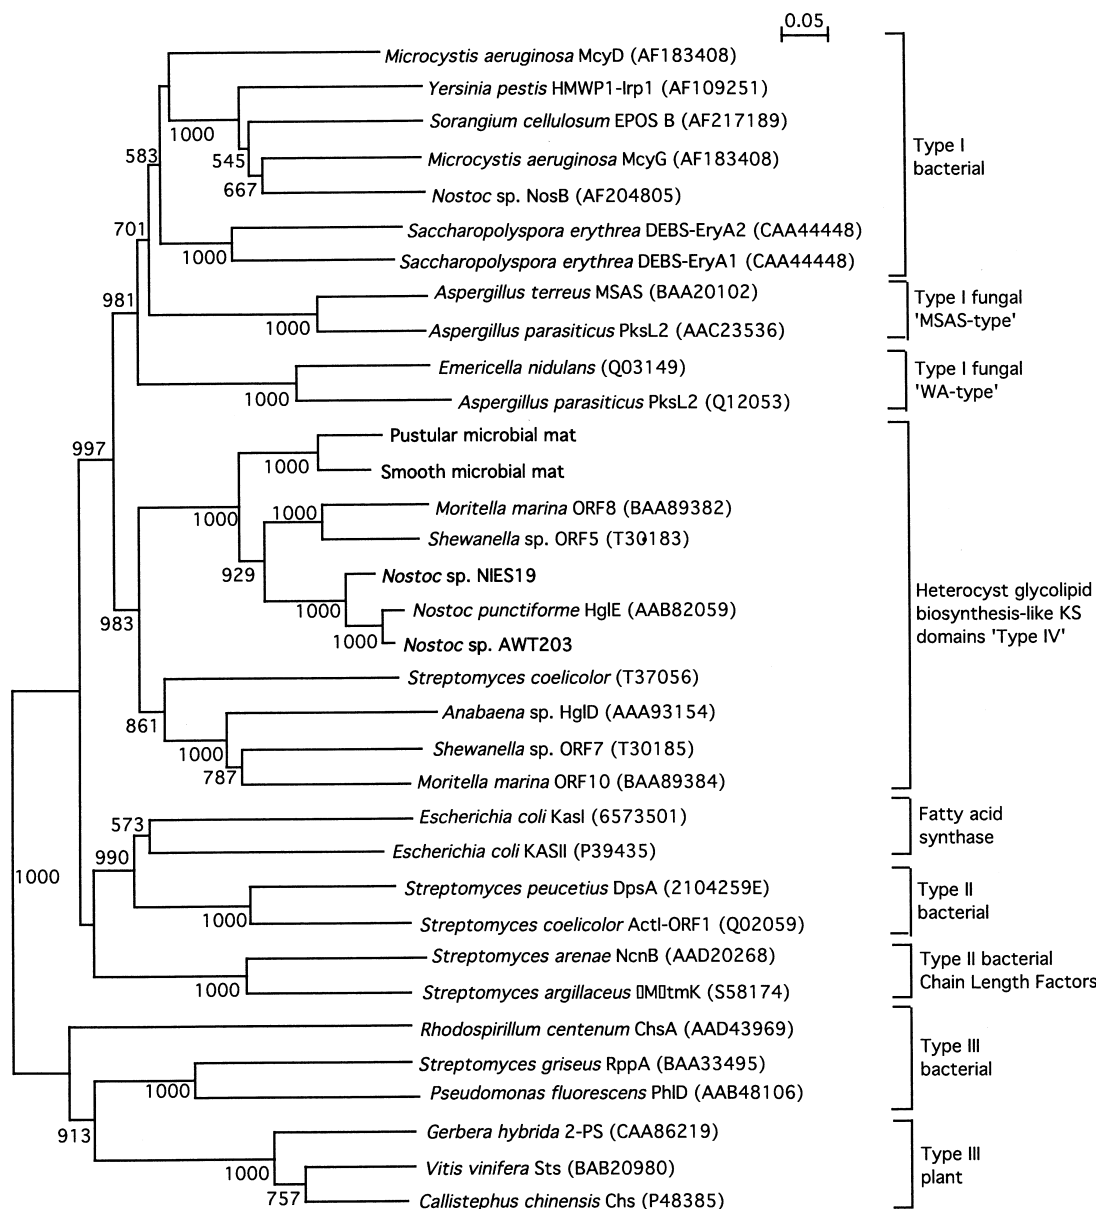 0.05
Microcystis aeruginosa McyD (AF183408)
Yersinia pestis HMWP1-Irp1 (AF109251)
1000
Sorangium cellulosum EPOS B (AF217189)
583
545
Microcystis aeruginosa McyG (AF183408)
667
Nostoc sp. NosB (AF204805)
Type I
bacterial
701
Saccharopolyspora erythrea DEBS-EryA2 (CAA44448)
1000
Saccharopolyspora erythrea DEBS-EryA1 (CAA44448)
981
Aspergillus terreus MSAS (BAA20102)
1000
Aspergillus parasiticus PksL2 (AAC23536)
Type I fungal
'MSAS-type'
Emericella nidulans (Q03149)
1000
Aspergillus parasiticus PksL2 (Q12053)
Type I fungal
'WA-type'
997
Pustular microbial mat
1000
Smooth microbial mat
1000
1000
Moritella marina ORF8 (BAA89382)
Shewanella sp. ORF5 (T30183)
929
Nostoc sp. NIES19
1000
Nostoc punctiforme HglE (AAB82059)
983
1000
Nostoc sp. AWT203
Heterocyst glycolipid
biosynthesis-like KS
domains 'Type IV'
Streptomyces coelicolor (T37056)
861
Anabaena sp. HglD (AAA93154)
1000
Shewanella sp. ORF7 (T30185)
787
Moritella marina ORF10 (BAA89384)
573
Escherichia coli KasI (6573501)
990
Escherichia coli KASII (P39435)
Fatty acid
synthase
1000
Streptomyces peucetius DpsA (2104259E)
1000
Streptomyces coelicolor ActI-ORF1 (Q02059)
Type II
bacterial
Streptomyces arenae NcnB (AAD20268)
1000
Streptomyces argillaceus ▯M▯tmK (S58174)
Type II bacterial
Chain Length Factors
Rhodospirillum centenum ChsA (AAD43969)
Streptomyces griseus RppA (BAA33495)
1000
Pseudomonas fluorescens PhlD (AAB48106)
Type III
bacterial
913
Gerbera hybrida 2-PS (CAA86219)
1000
Vitis vinifera Sts (BAB20980)
757
Callistephus chinensis Chs (P48385)
Type III
plant